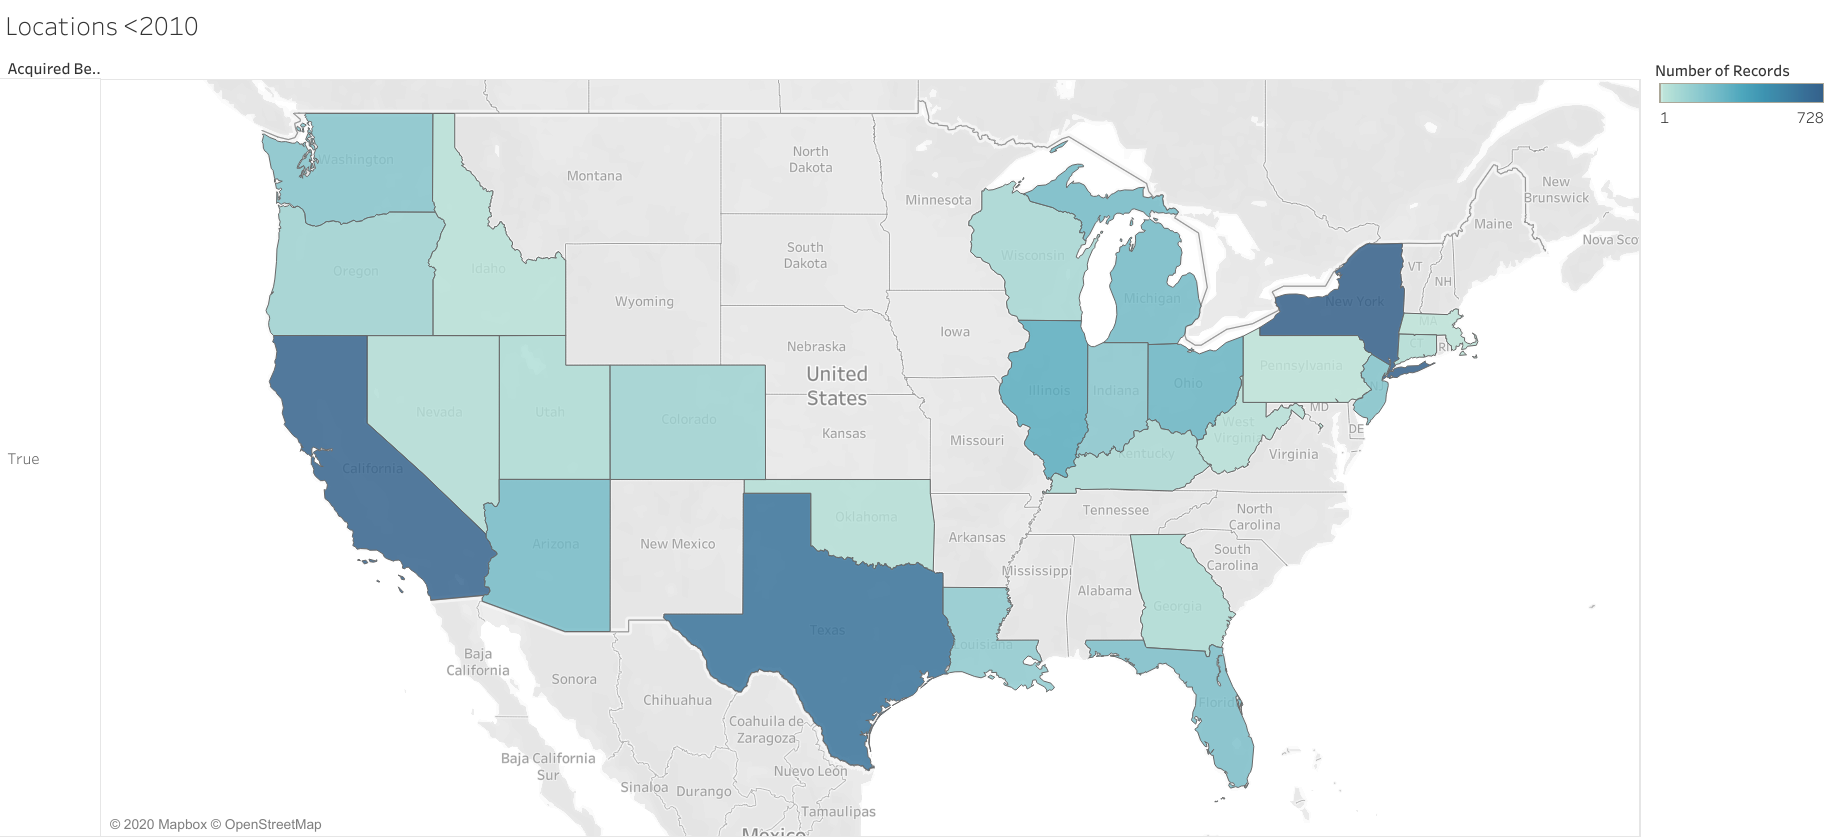 Locations <2010
Acquired Be..
Number of Records
1
728
True
Washington
Montana
North
Dakota
Minnesota
New
Brunswick
Maine
Nova Sco
Oregon
Idaho
South
Dakota
Wisconsin
Michigan
VT
NH
New York
Wyoming
Iowa
MA
CT
RI
Nebraska
United
States
Pennsylvania
NJ
Nevada
Utah
Colorado
Illinois
Indiana
Ohio
MD
DE
Kansas
Missouri
West
Virginia
Virginia
Kentucky
California
Oklahoma
Tennessee
North
Carolina
Arizona
New Mexico
Arkansas
South
Carolina
Mississippi
Alabama
Georgia
Texas
Louisiana
Florida
Baja
California
Sonora
Chihuahua
Coahuila de
Zaragoza
Baja California
Sur
Nuevo León
Sinaloa
Durango
Tamaulipas
Mexico
© 2020 Mapbox © OpenStreetMap